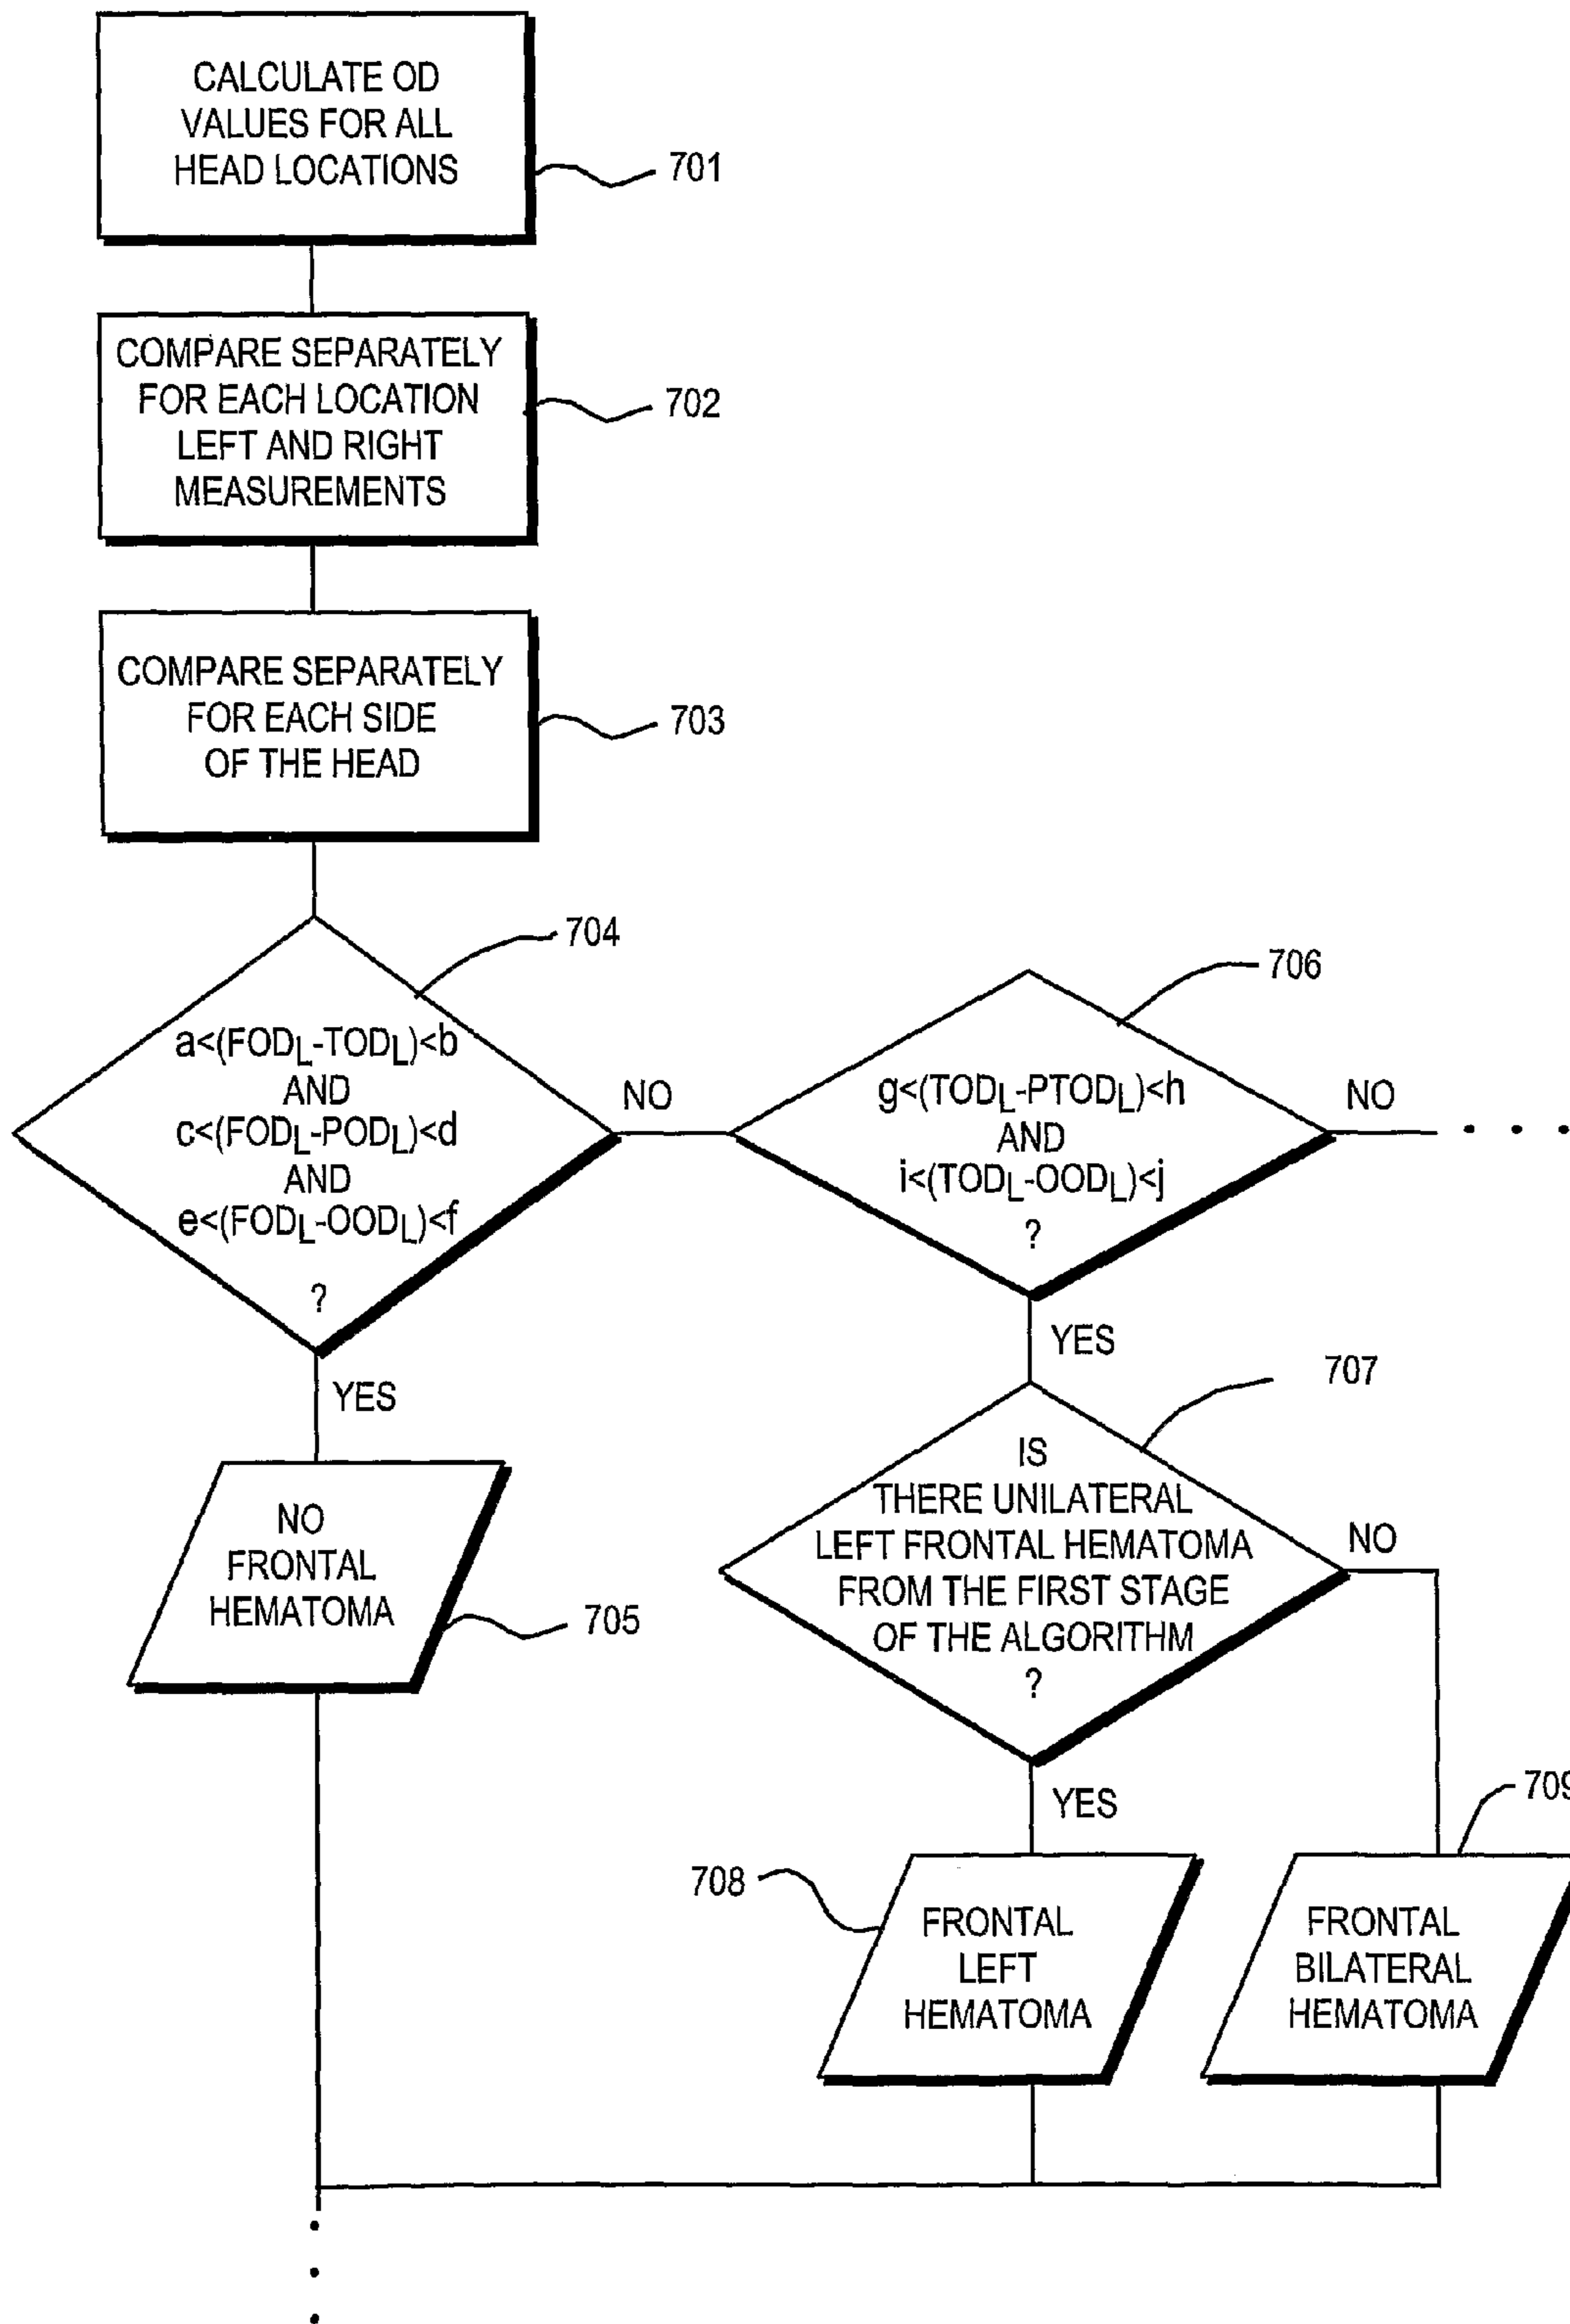 CALCULATE OD
VALUES FOR ALL
HEAD LOCATIONS
701
COMPARE SEPARATELY
FOR EACH LOCATION
LEFT AND RIGHT
MEASUREMENTS
702
COMPARE SEPARATELY
FOR EACH SIDE
OF THE HEAD
703
704
a<(FODL-TODL)<b
AND
c<(FODL-PODL)<d
AND
e<(FODL-OODL)<f
?
NO
YES
706
g<(TODL-PTODL)<h
AND
i<(TODL-OODL)<j
?
NO
. . .
YES
NO
FRONTAL
HEMATOMA
705
707
IS
THERE UNILATERAL
LEFT FRONTAL HEMATOMA
FROM THE FIRST STAGE
OF THE ALGORITHM
?
NO
YES
708
FRONTAL
LEFT
HEMATOMA
709
FRONTAL
BILATERAL
HEMATOMA